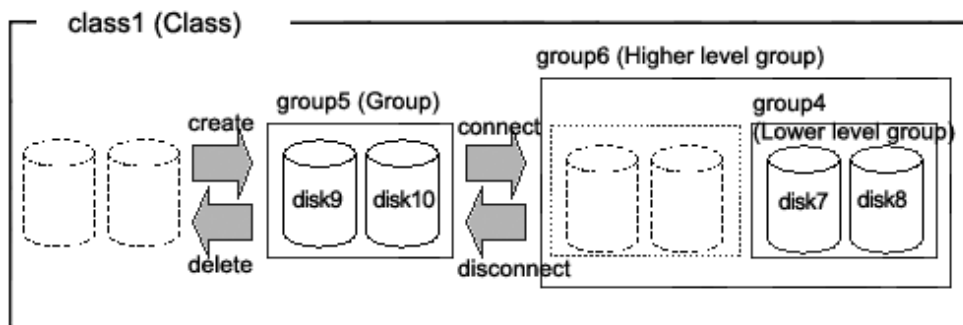 class1 (Class)
group6 (Higher level group)
group5 (Group)
group4
(Lower level group)
create
connect
disk9
disk10
disk7
disk8
delete
disconnect